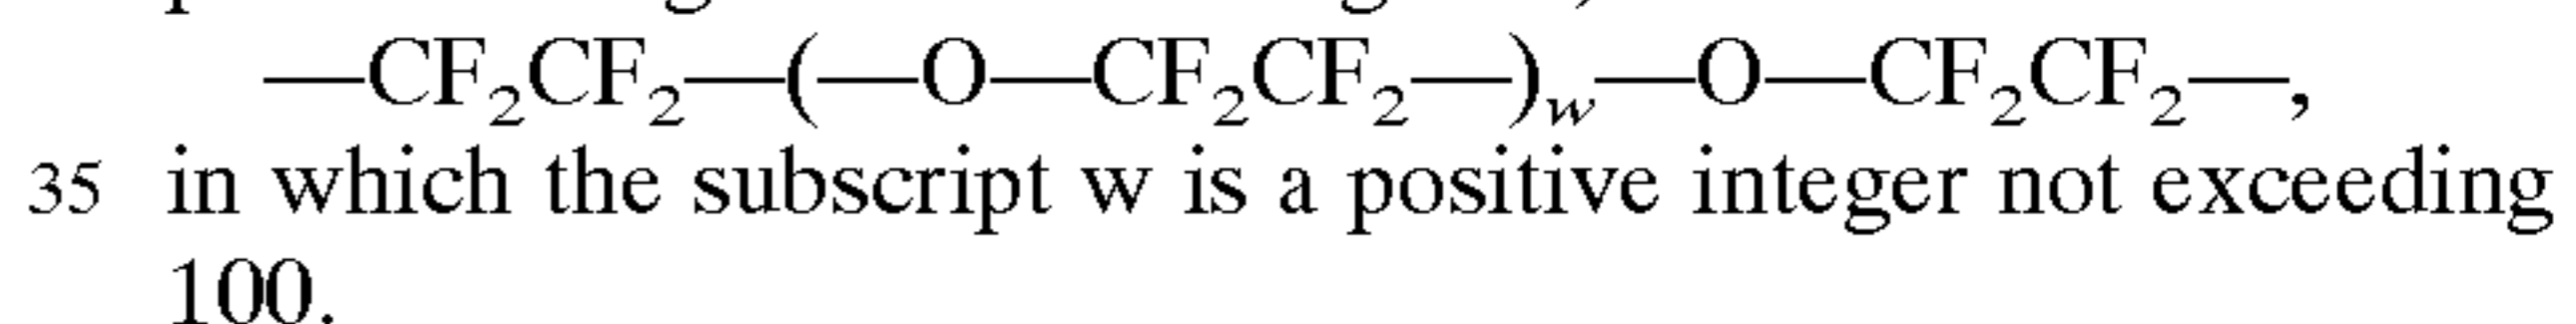 —CF₂CF₂—(—O—CF₂CF₂—)w—O—CF₂CF₂—,
35 in which the subscript w is a positive integer not exceeding
100.